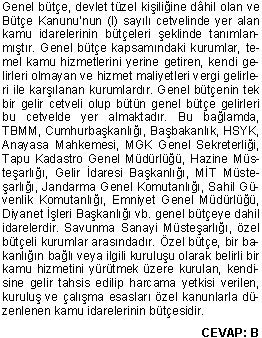 Genel bütçe, devlet tüzel kişiliğine dâhil olan ve
Bütçe Kanunu'nun (I) sayılı cetvelinde yer alan
kamu idarelerinin bütçeleri şeklinde tanımlan-
mıştır. Genel bütçe kapsamındaki kurumlar, te-
mel kamu hizmetlerini yerine getiren, kendi ge-
lirleri olmayan ve hizmet maliyetleri vergi gelirle-
ri ile karşılanan kurumlardır. Genel bütçenin tek
bir gelir cetveli olup bütün genel bütçe gelirleri
bu cetvelde yer almaktadır. Bu bağlamda,
TBMM, Cumhurbaşkanlığı, Başbakanlık, HSYK,
Anayasa Mahkemesi, MGK Genel Sekreterliği,
Tapu Kadastro Genel Müdürlüğü, Hazine Müs-
teşarlığı, Gelir İdaresi Başkanlığı, MİT Müste-
şarlığı, Jandarma Genel Komutanlığı, Sahil Gü-
venlik Komutanlığı, Emniyet Genel Müdürlüğü,
Diyanet İşleri Başkanlığı vb. genel bütçeye dahil
idarelerdir. Savunma Sanayi Müsteşarlığı, özel
bütçeli kurumlar arasındadır. Özel bütçe, bir ba-
kanlığın bağlı veya ilgili kuruluşu olarak belirli bir
kamu hizmetini yürütmek üzere kurulan, kendi-
sine gelir tahsis edilip harcama yetkisi verilen,
kuruluş ve çalışma esasları özel kanunlarla dü-
zenlenen kamu idarelerinin bütçesidir.
CEVAP: B